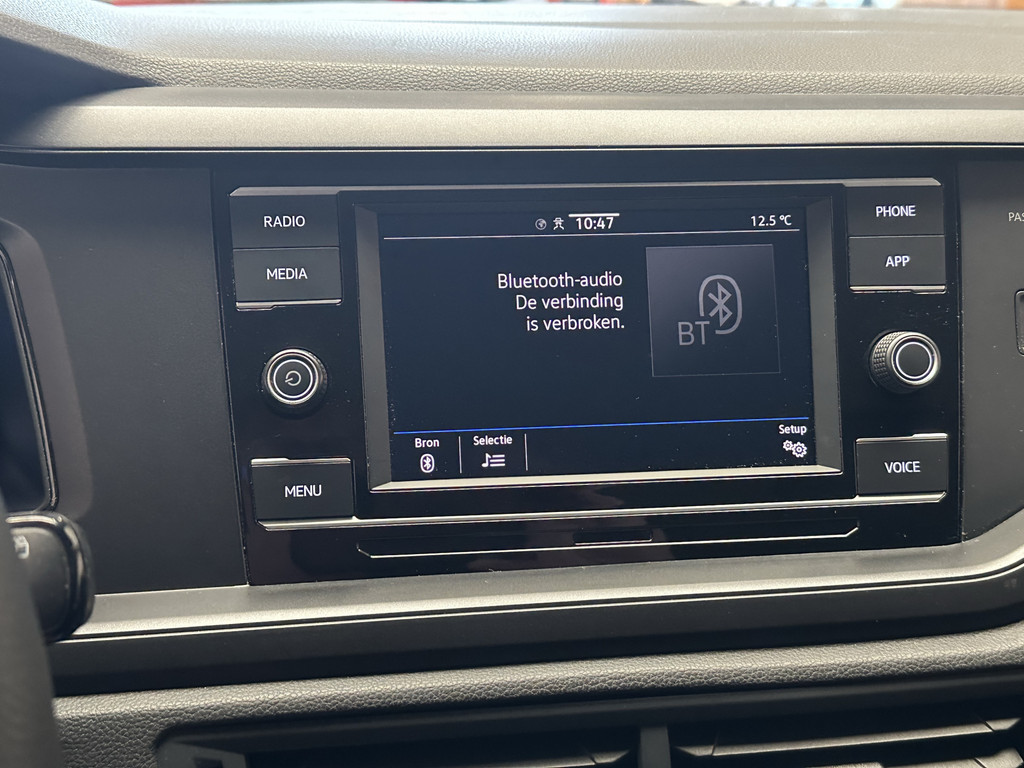 RADIO
MEDIA
MENU
10:47
12.5 °C
Bluetooth-audio
De verbinding
is verbroken.
BT
Bron
Selectie
Setup
PHONE
APP
VOICE